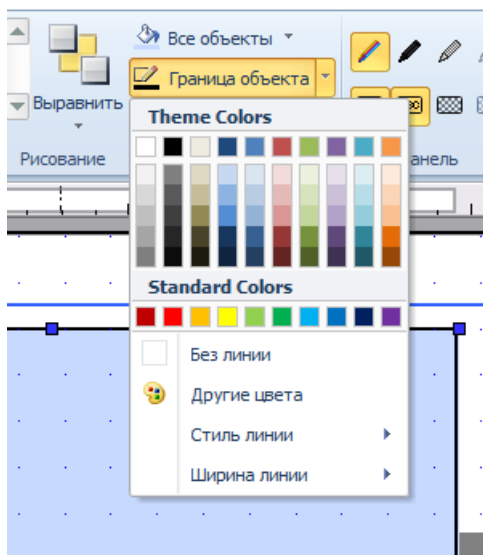 Все объекты
Граница объекта
Выравнить
Рисование
анель
Theme Colors
Standard Colors
Без линии
Другие цвета
Стиль линии
Ширина линии